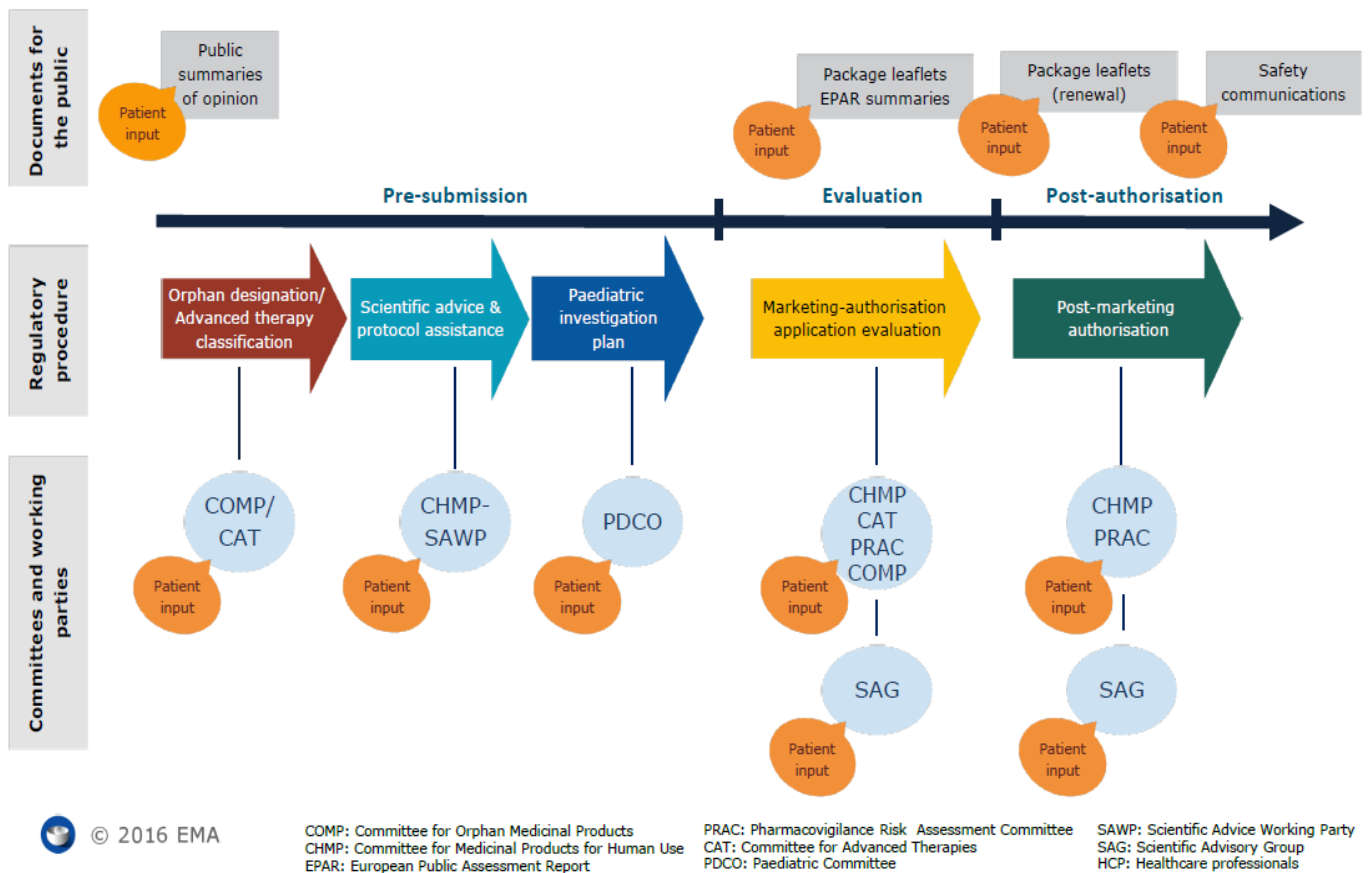 Documents for
the public
Public
summaries
of opinion
Patient
input
Package leaflets
EPAR summaries
Patient
input
Package leaflets
(renewal)
Patient
input
Safety
communications
Patient
input
Pre-submission
Evaluation
Post-authorisation
Regulatory
procedure
Orphan designation/
Advanced therapy
classification
Scientific advice &
protocol assistance
Paediatric
investigation
plan
Marketing-authorisation
application evaluation
Post-marketing
authorisation
Committees and working
parties
COMP/
CAT
Patient
input
CHMP-
SAWP
Patient
input
PDCO
Patient
input
CHMP
CAT
PRAC
COMP
Patient
input
CHMP
PRAC
Patient
input
SAG
Patient
input
SAG
Patient
input
© 2016 EMA
COMP: Committee for Orphan Medicinal Products
CHMP: Committee for Medicinal Products for Human Use
EPAR: European Public Assessment Report
PRAC: Pharmacovigilance Risk Assessment Committee
CAT: Committee for Advanced Therapies
PDCO: Paediatric Committee
SAWP: Scientific Advice Working Party
SAG: Scientific Advisory Group
HCP: Healthcare professionals